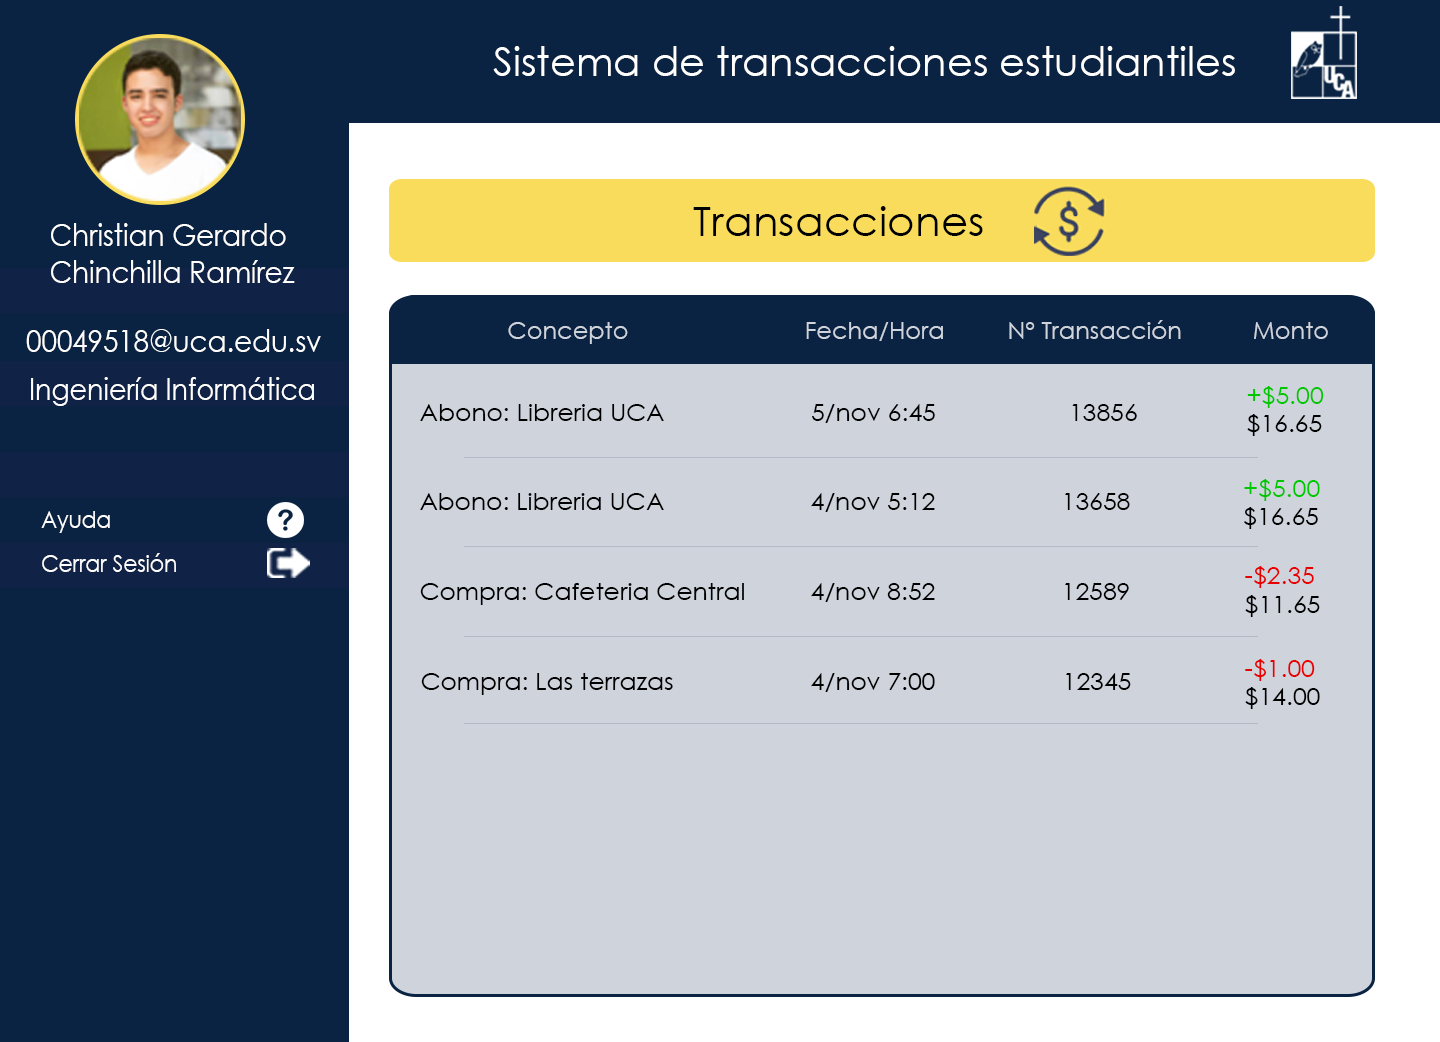 Sistema de transacciones estudiantiles
UCA
Christian Gerardo
Chinchilla Ramírez
00049518@uca.edu.sv
Ingeniería Informática
Ayuda
?
Cerrar Sesión
Transacciones
$
Concepto Fecha/Hora N° Transacción Monto
Abono: Libreria UCA 5/nov 6:45 13856 +$5.00
$16.65
Abono: Libreria UCA 4/nov 5:12 13658 +$5.00
$16.65
Compra: Cafeteria Central 4/nov 8:52 12589 -$2.35
$11.65
Compra: Las terrazas 4/nov 7:00 12345 -$1.00
$14.00